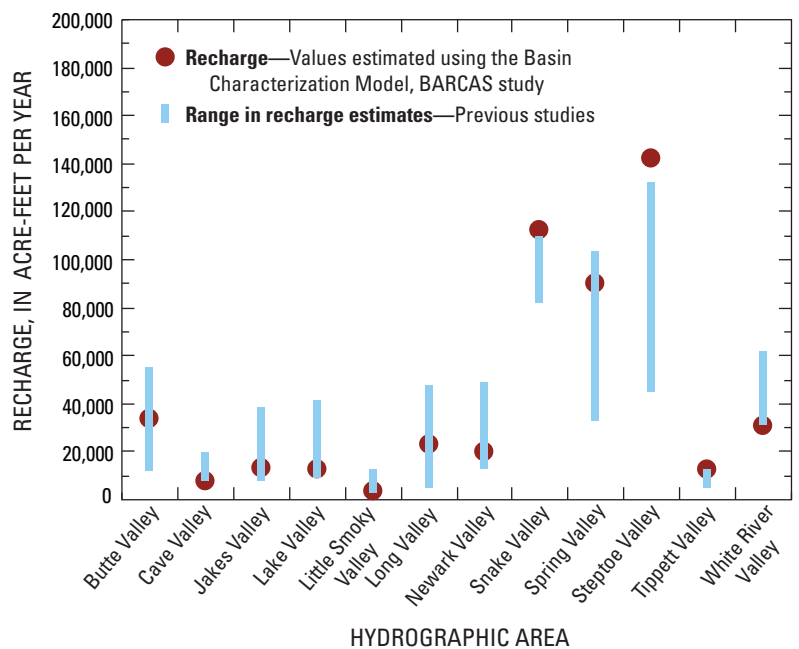 200,000
180,000
160,000
140,000
120,000
100,000
80,000
60,000
40,000
20,000
0
RECHARGE, IN ACRE-FEET PER YEAR
Recharge—Values estimated using the Basin
Characterization Model, BARCAS study
Range in recharge estimates—Previous studies
Butte Valley
Cave Valley
Jakes Valley
Lake Valley
Little Smoky
Valley
Long Valley
Newark Valley
Snake Valley
Spring Valley
Steptoe Valley
Tippett Valley
White River
Valley
HYDROGRAPHIC AREA